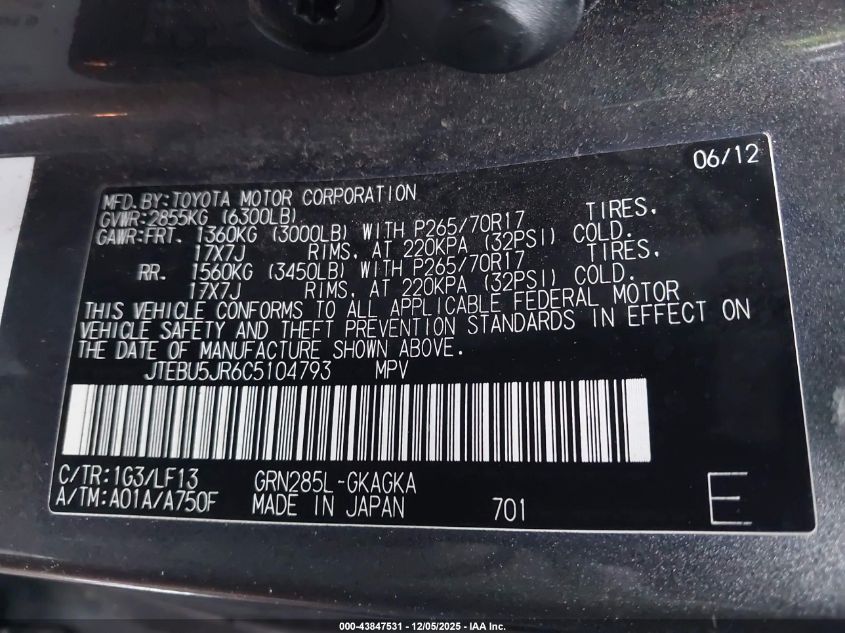 06/12
MFD. BY: TOYOTA MOTOR CORPORATION
GVWR: 2855KG (6300LB)
GAWR: FRT. 1360KG (3000LB) WITH P265/70R17 TIRES,
17X7J RIMS, AT 220KPA (32PSI) COLD.
RR. 1560KG (3450LB) WITH P265/70R17 TIRES,
17X7J RIMS, AT 220KPA (32PSI) COLD.
THIS VEHICLE CONFORMS TO ALL APPLICABLE FEDERAL MOTOR
VEHICLE SAFETY AND THEFT PREVENTION STANDARDS IN EFFECT ON
THE DATE OF MANUFACTURE SHOWN ABOVE.
JTEBU5JR6C5104793 MPV
C/TR: 1G3/LF13 GRN285L-GKAGKA
A/TM: A01A/A750F MADE IN JAPAN 701 E
000-43847531 - 12/05/2025 - IAA Inc.